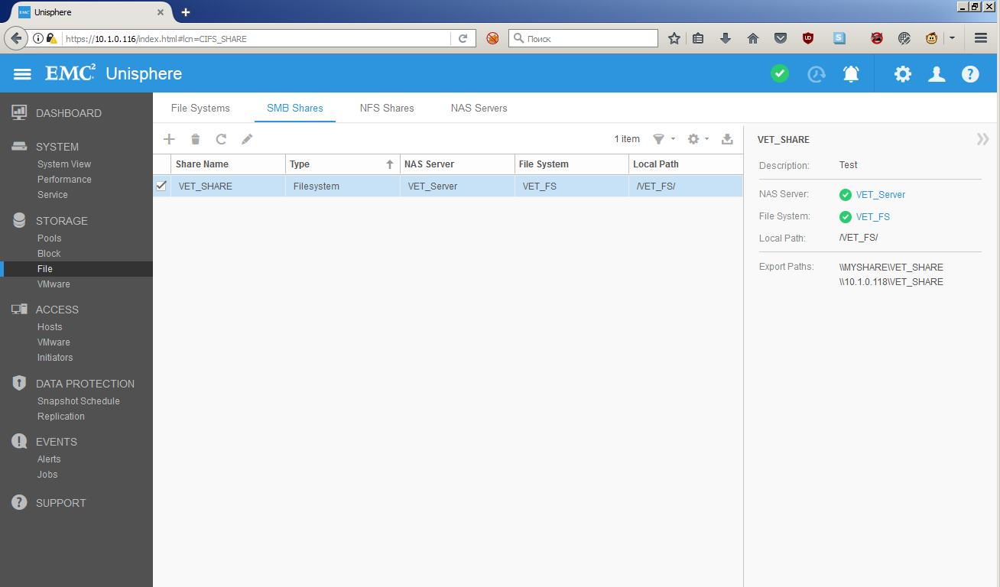 EMC Unisphere
https://10.1.0.116/index.html#lcn=CIFS_SHARE
Поиск
EMC² Unisphere
DASHBOARD
SYSTEM
System View
Performance
Service
STORAGE
Pools
Block
File
VMware
ACCESS
Hosts
VMware
Initiators
DATA PROTECTION
Snapshot Schedule
Replication
EVENTS
Alerts
Jobs
SUPPORT
File Systems SMB Shares NFS Shares NAS Servers
1 item
Share Name Type NAS Server File System Local Path
VET_SHARE Filesystem VET_Server VET_FS /VET_FS/
VET_SHARE
Description: Test
NAS Server: VET_Server
File System: VET_FS
Local Path: /VET_FS/
Export Paths: \\MYSHARE\VET_SHARE
\\10.1.0.118\VET_SHARE